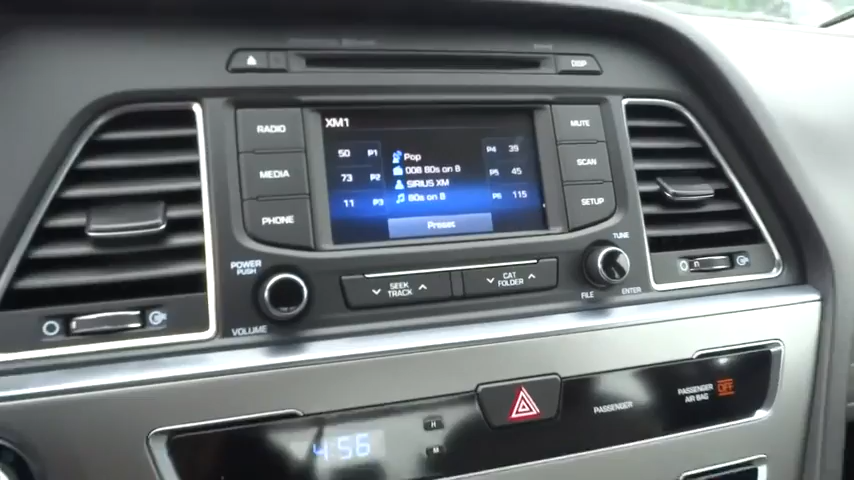 DISP
XM1
RADIO
MEDIA
PHONE
50 P1
73 P2
11 P3
Pop
008 80s on 8
SIRIUS XM
80s on 8
P4 39
P5 45
P6 115
Preset
MUTE
SCAN
SETUP
POWER
PUSH
VOLUME
SEEK
TRACK
CAT
FOLDER
TUNE
FILE
ENTER
PASSENGER
PASSENGER
AIR BAG
OFF
4:56
H
M